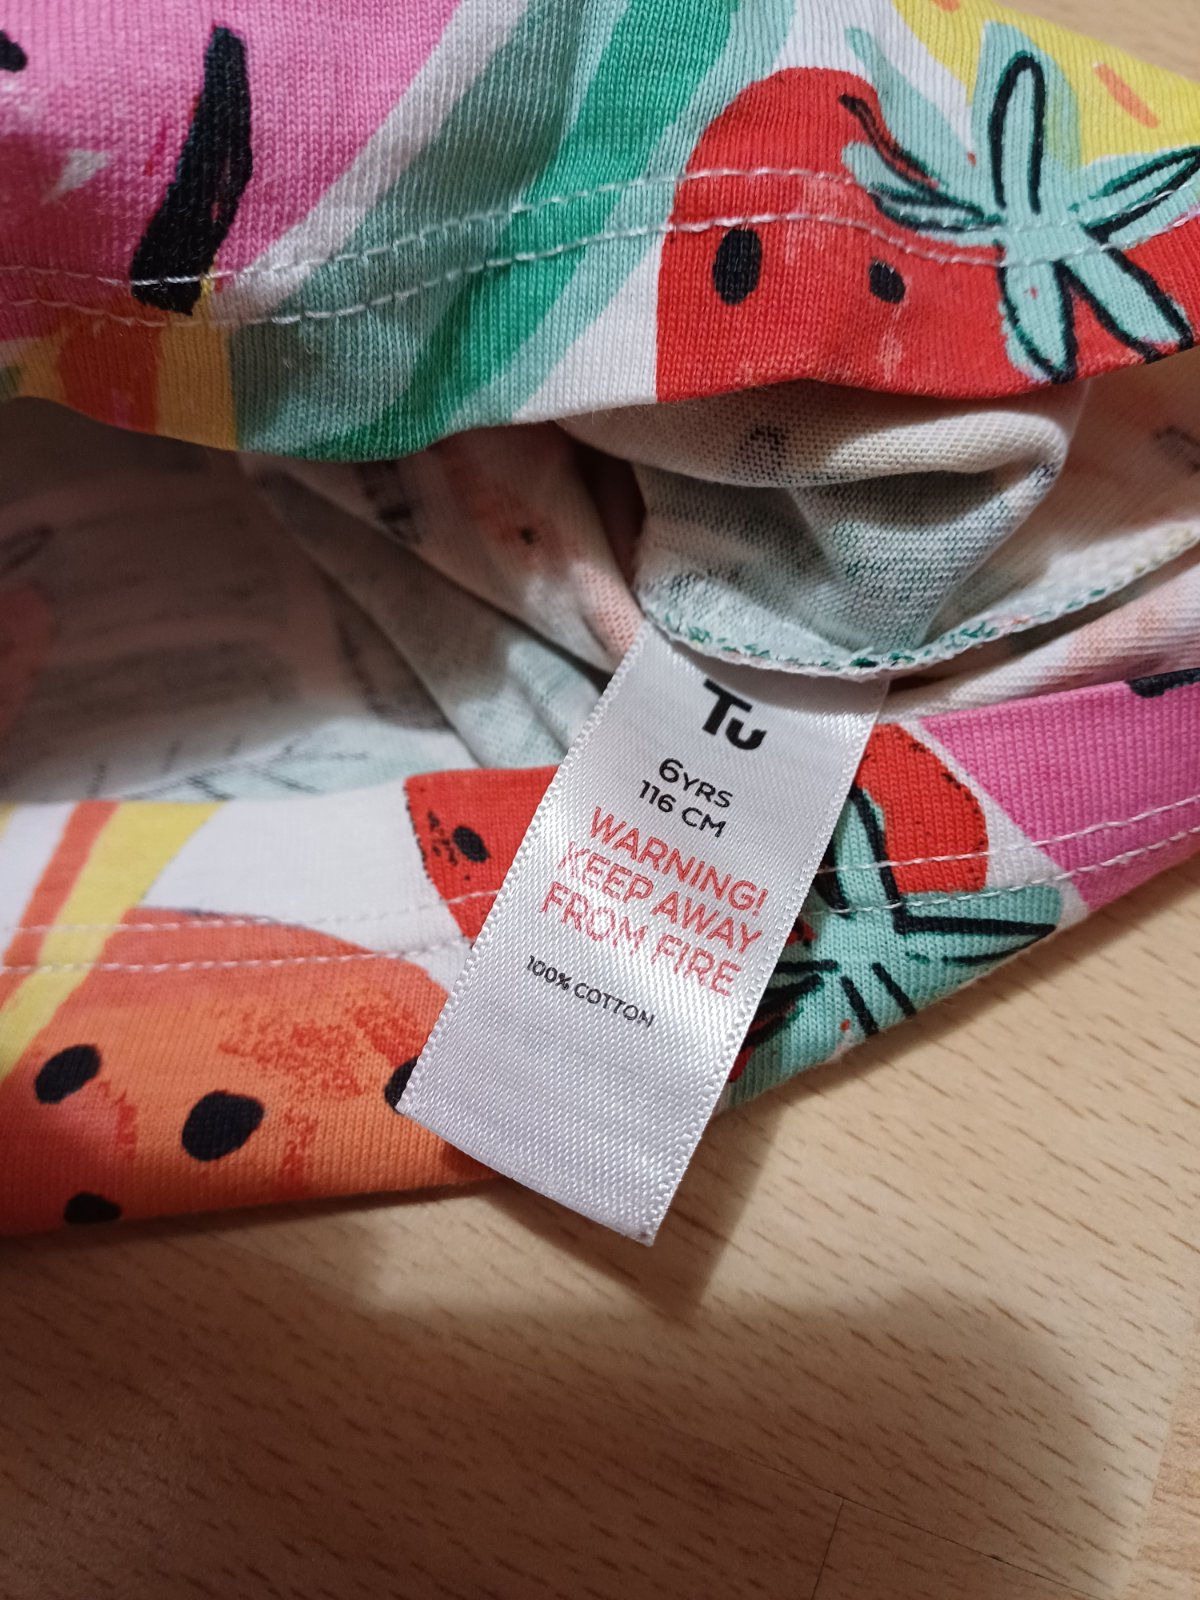 Tu
6YRS
116 CM
WARNING!
KEEP AWAY
FROM FIRE
100% COTTON